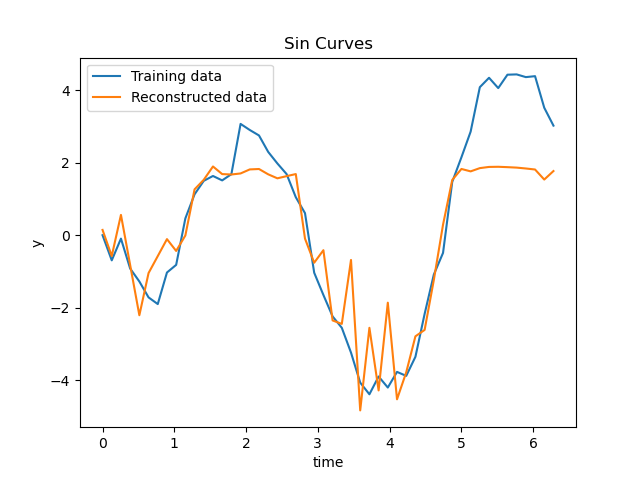 Sin Curves
Training data
Reconstructed data
4
2
0
−2
−4
y
0 1 2 3 4 5 6
time